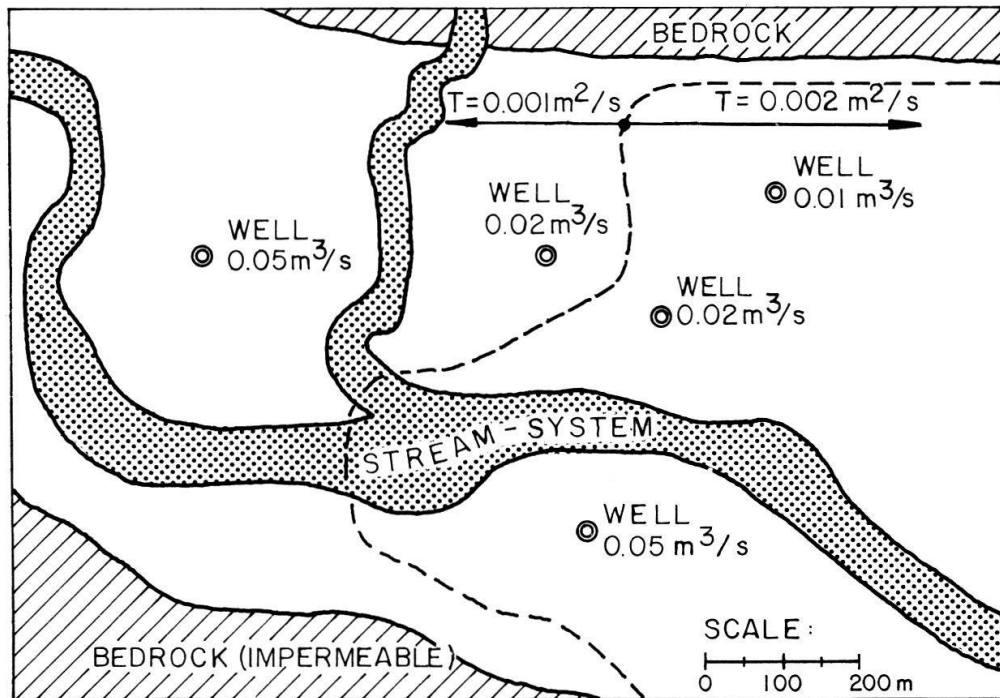 BEDROCK
T=0.001m²/s
T=0.002 m²/s
WELL
0.01 m³/s
WELL
0.02m³/s
WELL
0.05m³/s
WELL
0.02m³/s
STREAM-SYSTEM
WELL
0.05 m³/s
SCALE:
BEDROCK (IMPERMEABLE)
0 100 200 m